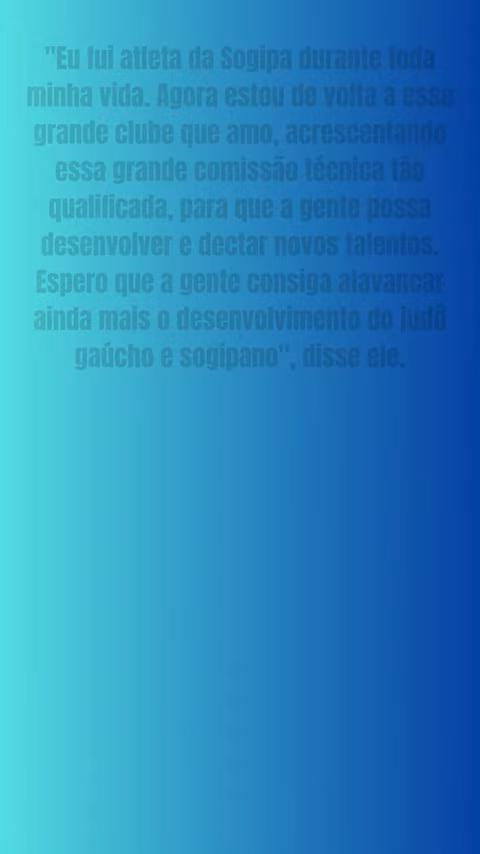 "Eu fui atleta da Sogipa durante toda
minha vida. Agora estou de volta a esse
grande clube que amo, acrescentando
essa grande comissão técnica tão
qualificada, para que a gente possa
desenvolver e dectar novos talentos.
Espero que a gente consiga alavancar
ainda mais o desenvolvimento do judô
gaúcho e sogipano", disse ele.